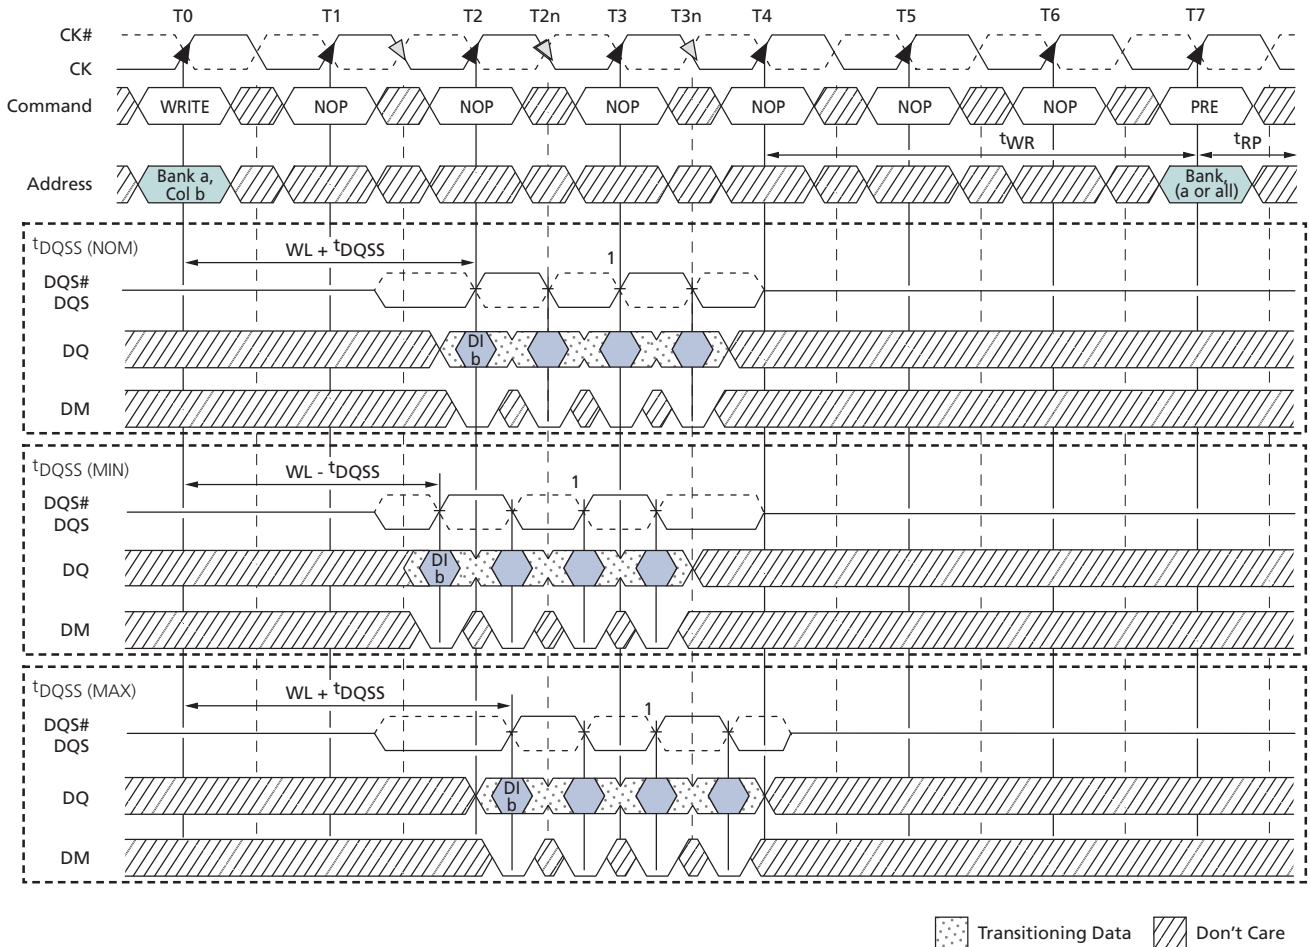 T0 T1 T2 T2n T3 T3n T4 T5 T6 T7
CK#
CK
Command WRITE NOP NOP NOP NOP NOP NOP PRE
tWR tRP
Address Bank a, Col b Bank, (a or all)
tDQSS (NOM)
WL + tDQSS
1
DQS#
DQS
DQ DI b
DM
tDQSS (MIN)
WL - tDQSS
1
DQS#
DQS
DQ DI b
DM
tDQSS (MAX)
WL + tDQSS
1
DQS#
DQS
DQ DI b
DM
Transitioning Data Don't Care